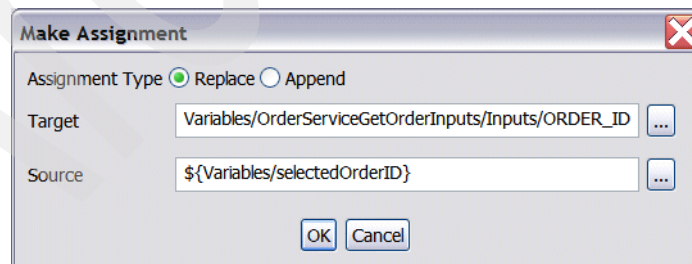 Make Assignment
Assignment Type Replace Append
Target Variables/OrderServiceGetOrderInputs/Inputs/ORDER_ID ...
Source ${Variables/selectedOrderID} ...
OK Cancel